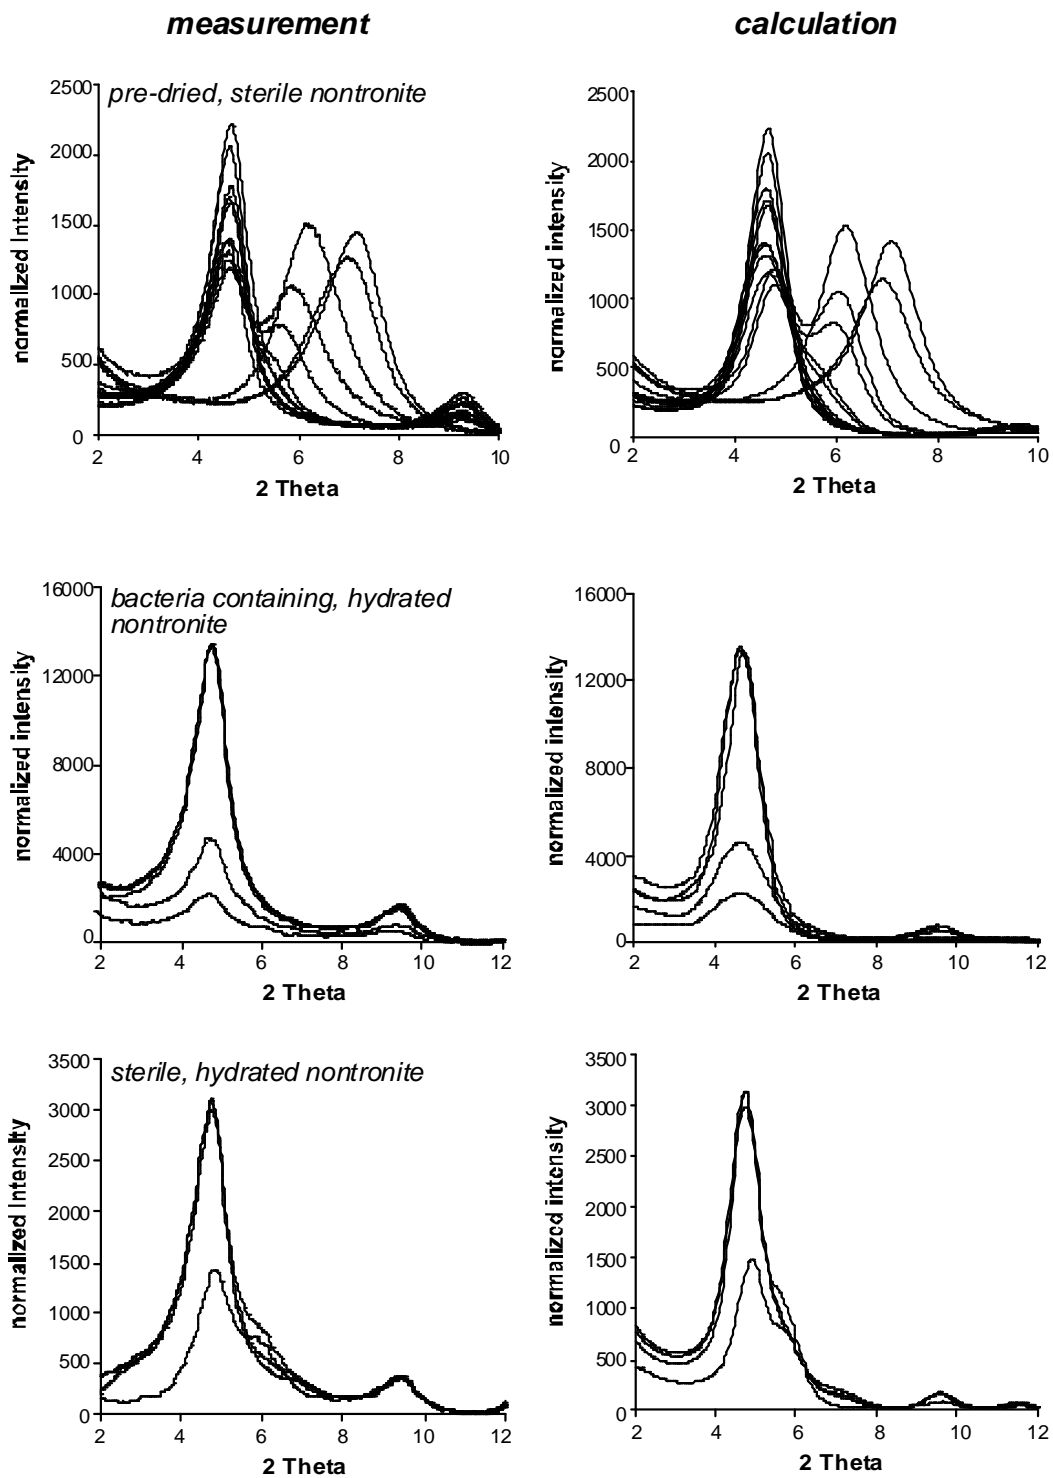 measurement
calculation
pre-dried, sterile nontronite
normallzed Intensity
2500
2000
1500
1000
500
0
2 4 6 8 10
2 Theta
normalized intensity
2500
2000
1500
1000
500
0
2 4 6 8 10
2 Theta
bacteria containing, hydrated
nontronite
normalized intensity
16000
12000
8000
4000
0
2 4 6 8 10 12
2 Theta
normalized intensity
16000
12000
8000
4000
0
2 4 6 8 10 12
2 Theta
sterile, hydrated nontronite
normallzed Intensity
3500
3000
2500
2000
1500
1000
500
0
2 4 6 8 10 12
2 Theta
normalized intensity
3500
3000
2500
2000
1500
1000
500
0
2 4 6 8 10 12
2 Theta